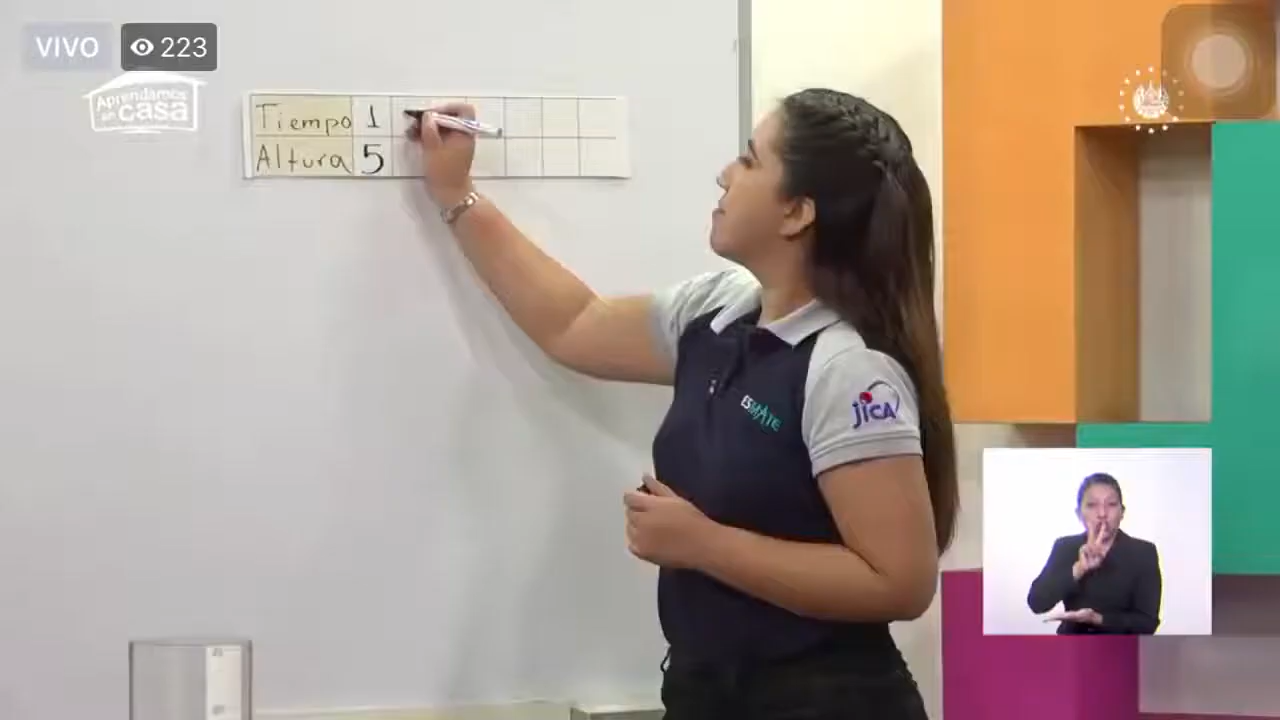 VIVO 223
Aprendamos
en casa
Tiempo 1
Altura 5
ESMATE
jICA